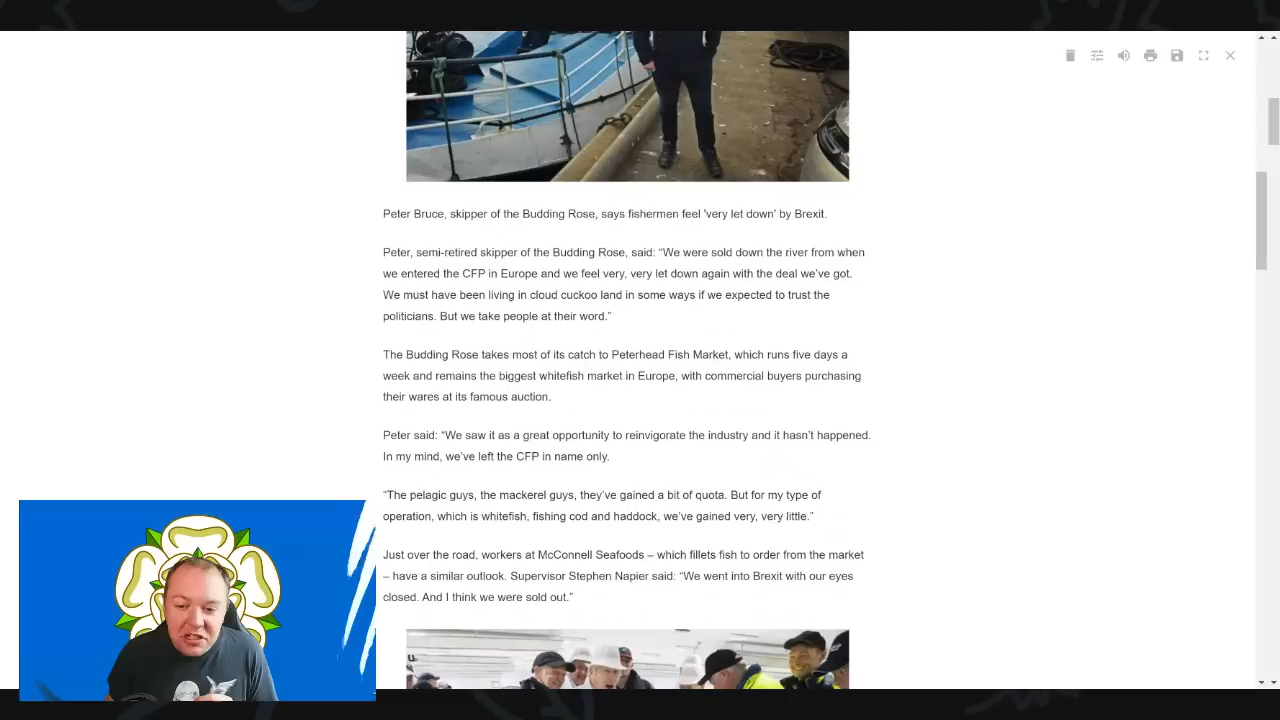 Peter Bruce, skipper of the Budding Rose, says fishermen feel 'very let down' by Brexit.
Peter, semi-retired skipper of the Budding Rose, said: “We were sold down the river from when
we entered the CFP in Europe and we feel very, very let down again with the deal we’ve got.
We must have been living in cloud cuckoo land in some ways if we expected to trust the
politicians. But we take people at their word.”
The Budding Rose takes most of its catch to Peterhead Fish Market, which runs five days a
week and remains the biggest whitefish market in Europe, with commercial buyers purchasing
their wares at its famous auction.
Peter said: “We saw it as a great opportunity to reinvigorate the industry and it hasn’t happened.
In my mind, we’ve left the CFP in name only.
“The pelagic guys, the mackerel guys, they’ve gained a bit of quota. But for my type of
operation, which is whitefish, fishing cod and haddock, we’ve gained very, very little.”
Just over the road, workers at McConnell Seafoods – which fillets fish to order from the market
– have a similar outlook. Supervisor Stephen Napier said: “We went into Brexit with our eyes
closed. And I think we were sold out.”